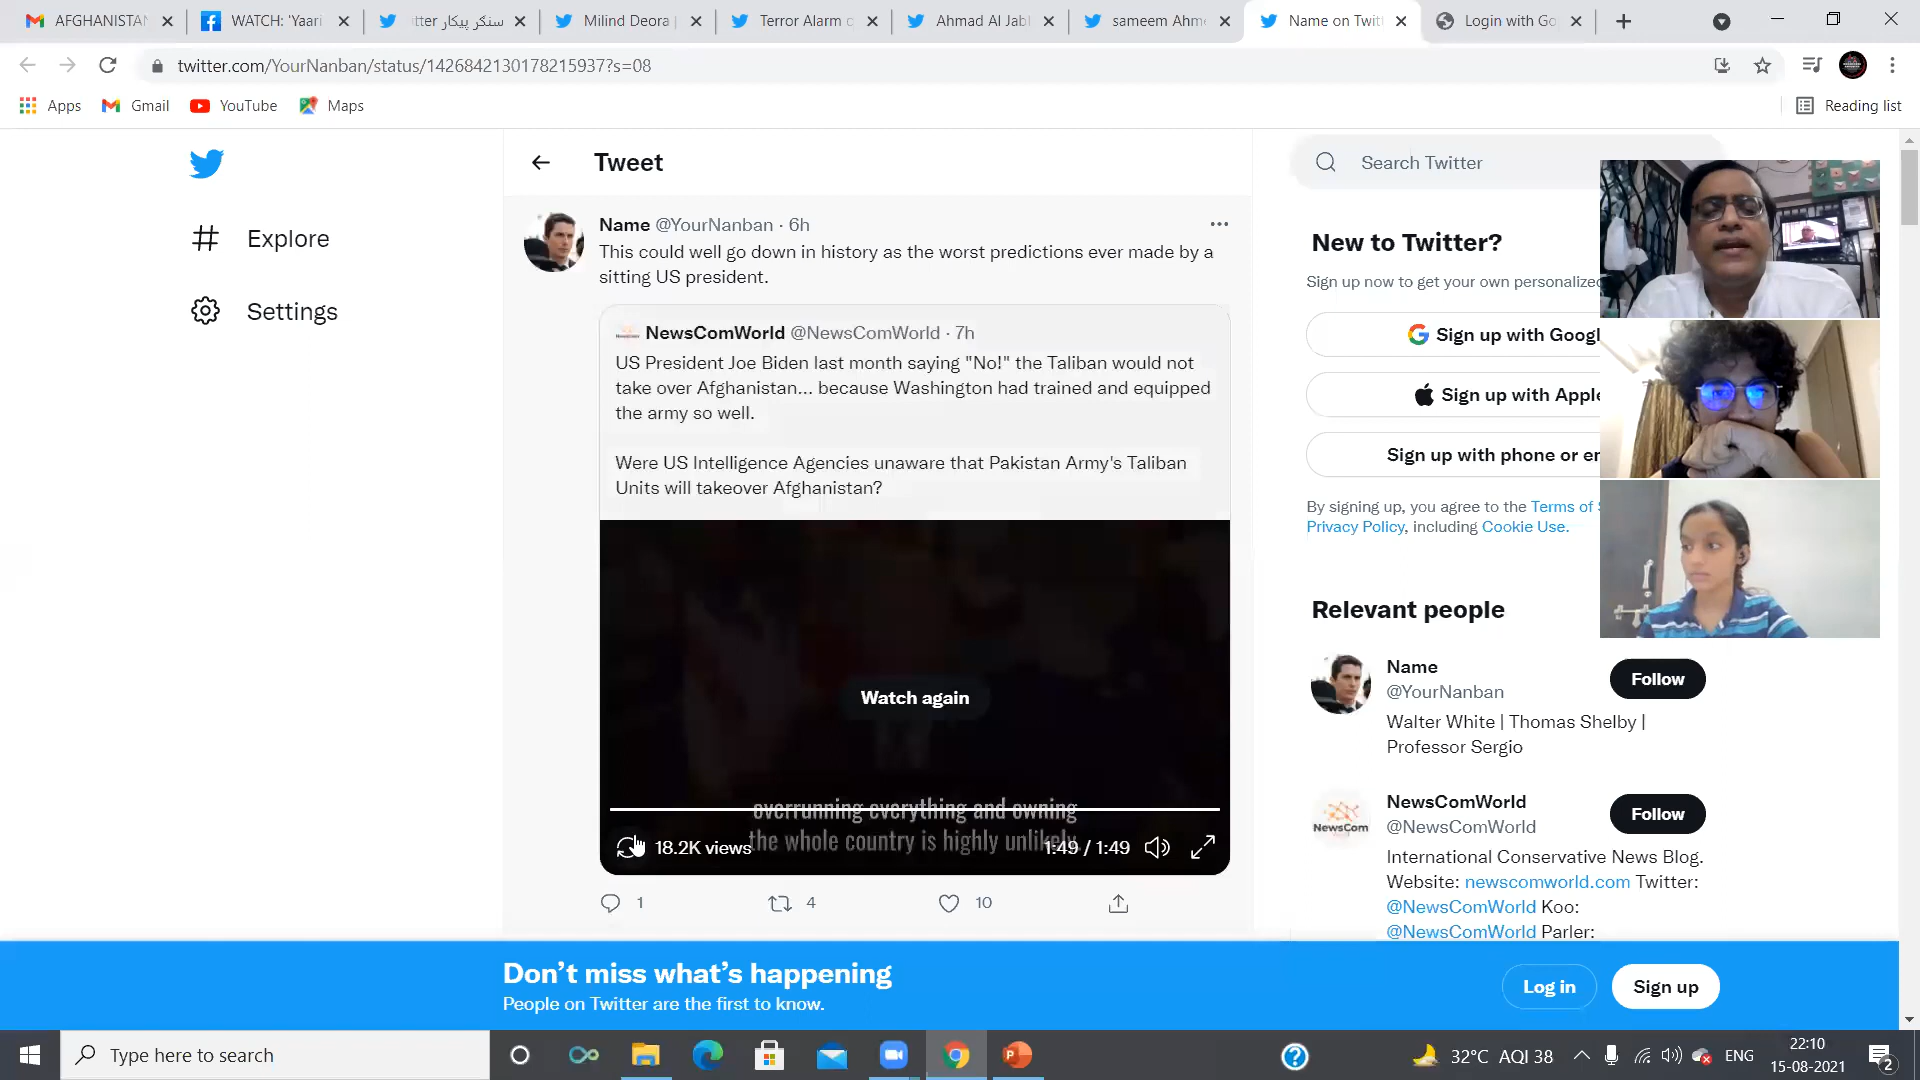 AFGHANISTAN
WATCH: 'Yaari
سنگر پیکار
Milind Deora
Terror Alarm
Ahmad Al Jabl
sameem Ahm
Name on Twit
Login with Go
twitter.com/YourNanban/status/1426842130178215937?s=08
Apps
Gmail
YouTube
Maps
Reading list
Tweet
Search Twitter
Explore
Settings
Name @YourNanban · 6h
This could well go down in history as the worst predictions ever made by a
sitting US president.
NewsComWorld @NewsComWorld · 7h
US President Joe Biden last month saying "No!" the Taliban would not
take over Afghanistan... because Washington had trained and equipped
the army so well.
Were US Intelligence Agencies unaware that Pakistan Army's Taliban
Units will takeover Afghanistan?
Watch again
overrunning everything and owning
the whole country is highly unlikely.
18.2K views
1:49 / 1:49
1
4
10
New to Twitter?
Sign up now to get your own personalized
Sign up with Googl
Sign up with Apple
Sign up with phone or em
By signing up, you agree to the Terms of S
Privacy Policy, including Cookie Use.
Relevant people
Name
@YourNanban
Follow
Walter White | Thomas Shelby |
Professor Sergio
NewsCom
NewsComWorld
@NewsComWorld
Follow
International Conservative News Blog.
Website: newscomworld.com Twitter:
@NewsComWorld Koo:
@NewsComWorld Parler:
Don't miss what's happening
People on Twitter are the first to know.
Log in
Sign up
Type here to search
32°C AQI 38
ENG
22:10
15-08-2021
2